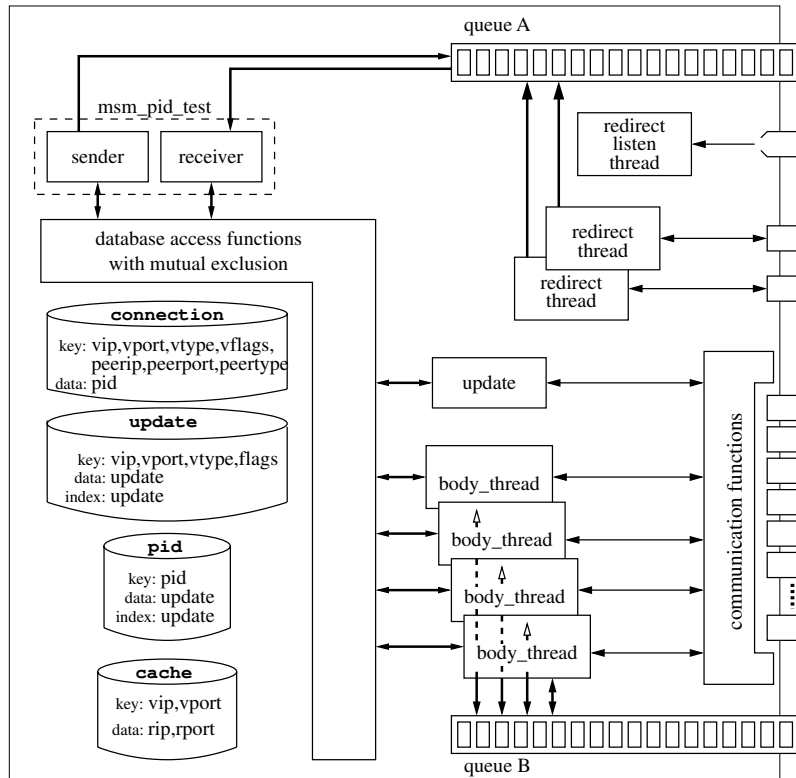 queue A
msm_pid_test
sender
receiver
redirect
listen
thread
database access functions
with mutual exclusion
redirect
thread
redirect
thread
connection
key: vip,vport,vtype,vflags,
peerip,peerport,peertype
data: pid
update
update
key: vip,vport,vtype,flags
data: update
index: update
body_thread
body_thread
body_thread
body_thread
communication functions
pid
key: pid
data: update
index: update
cache
key: vip,vport
data: rip,rport
queue B